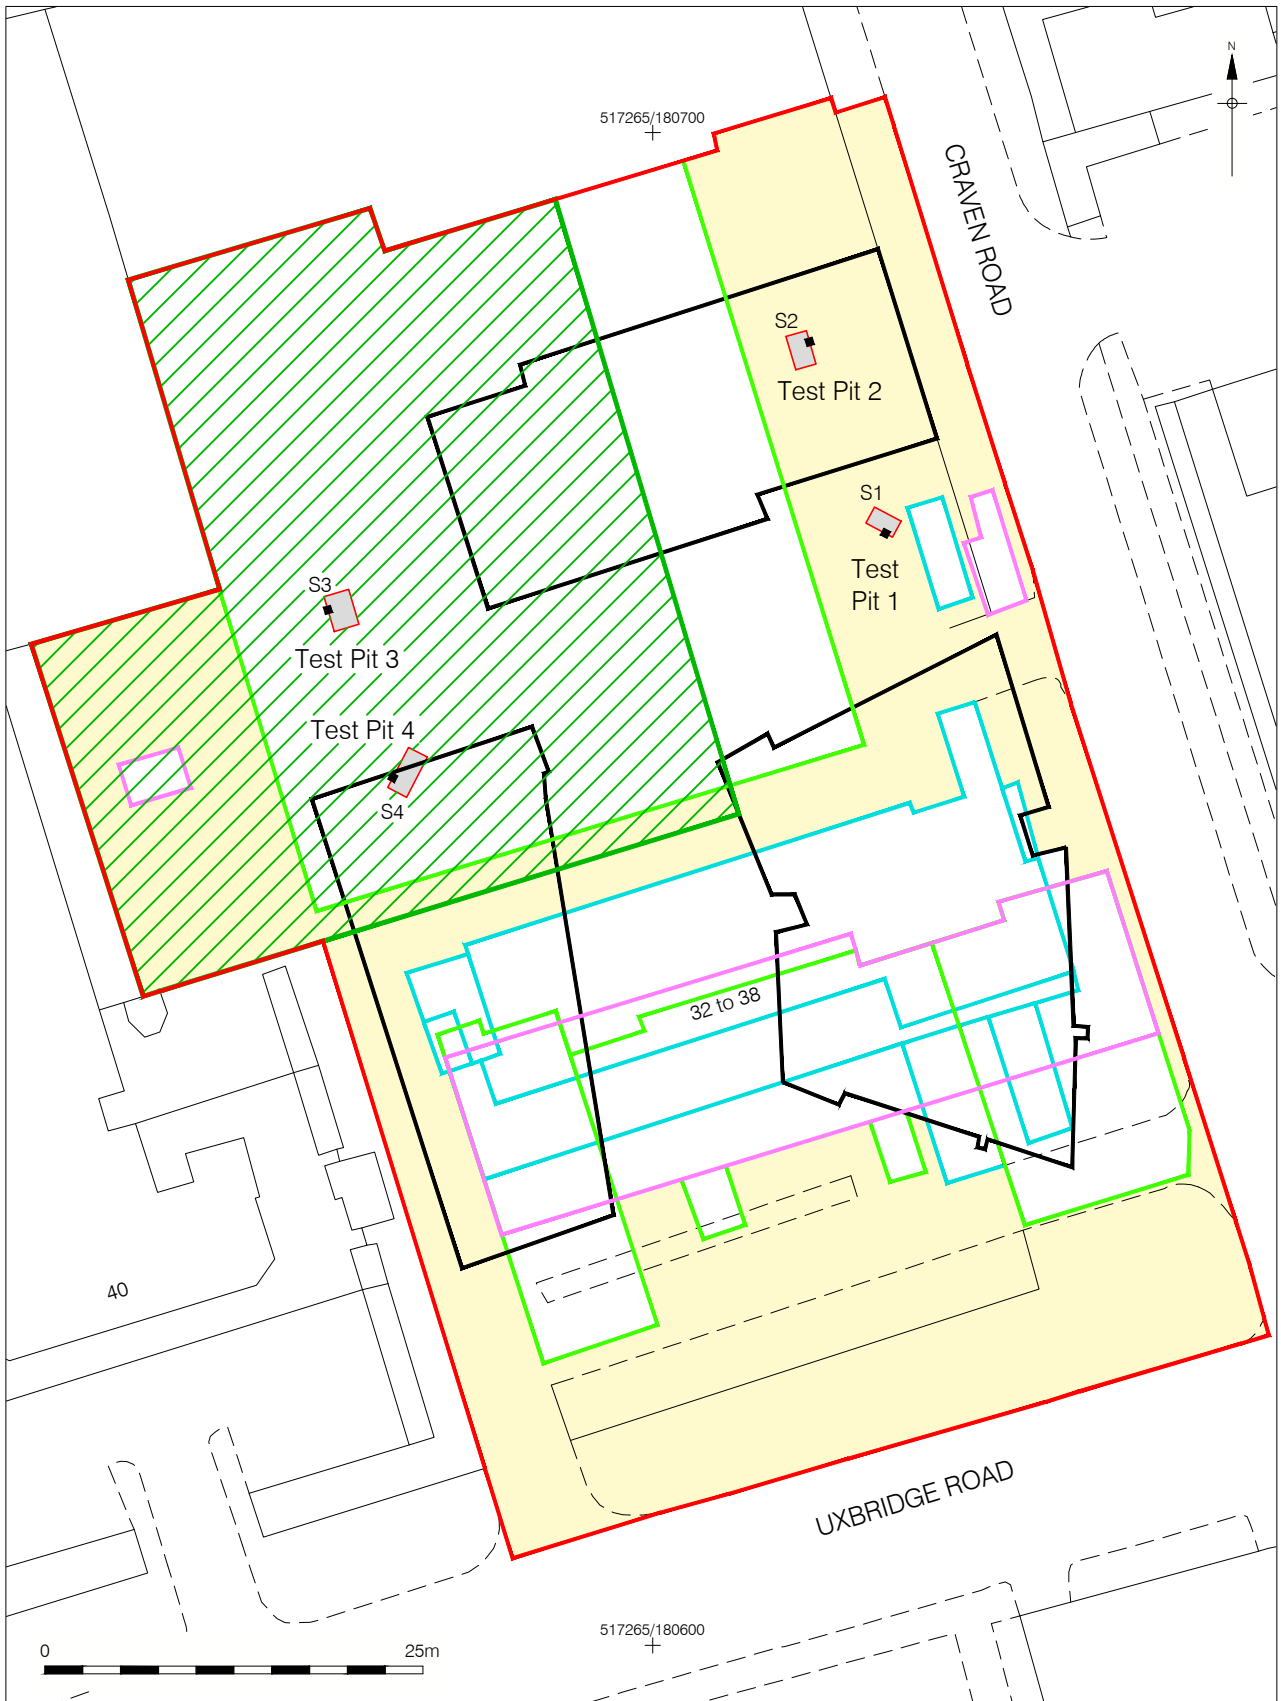 N
517265/180700
CRAVEN ROAD
S2
Test Pit 2
S1
Test
Pit 1
S3
Test Pit 3
Test Pit 4
S4
32 to 38
40
UXBRIDGE ROAD
517265/180600
0 25m